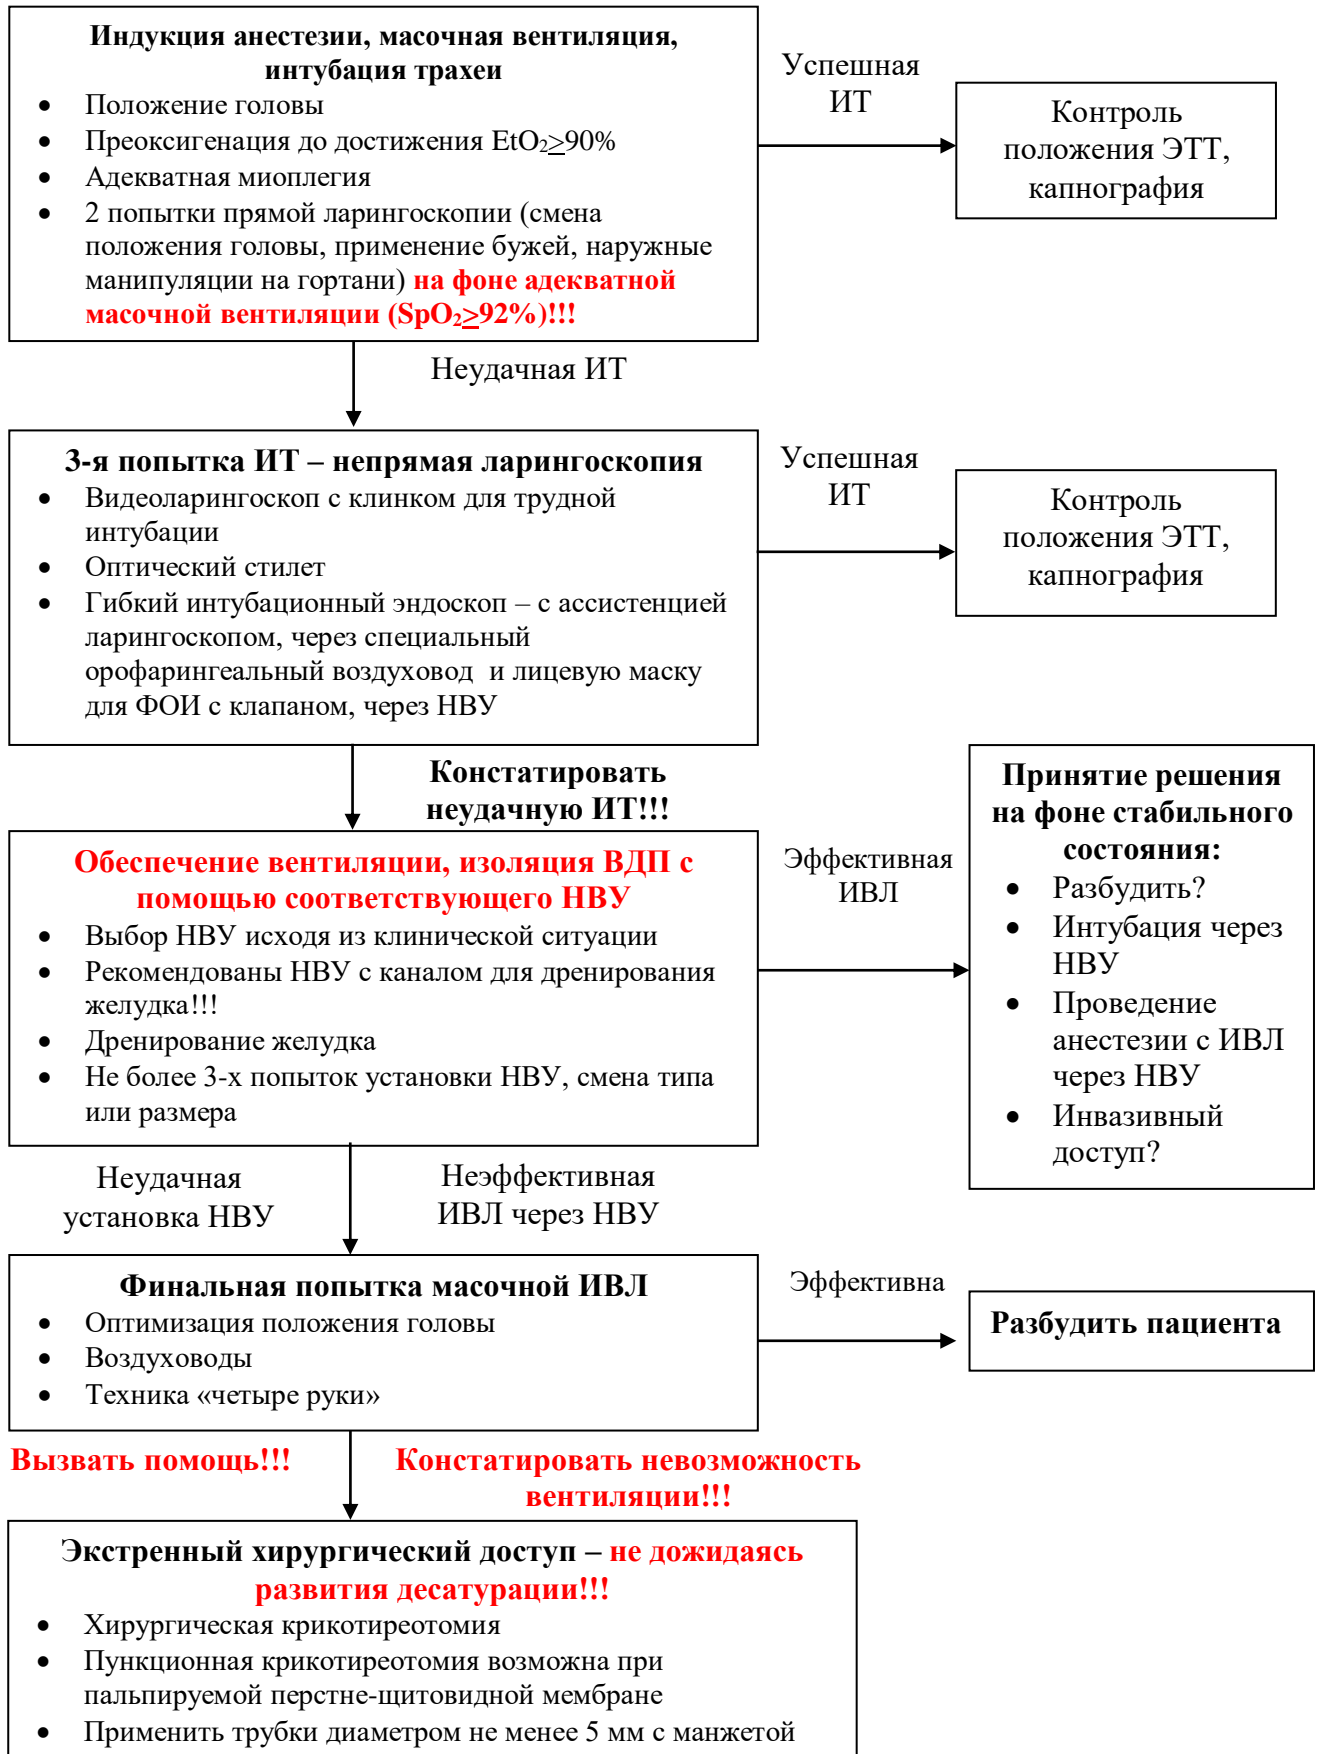 Индукция анестезии, масочная вентиляция,
интубация трахеи
• Положение головы
• Преоксигенация до достижения EtO₂≥90%
• Адекватная миоплегия
• 2 попытки прямой ларингоскопии (смена
положения головы, применение бужей, наружные
манипуляции на гортани) на фоне адекватной
масочной вентиляции (SpO₂≥92%)!!!
Успешная
ИТ
Контроль
положения ЭТТ,
капнография
Неудачная ИТ
3-я попытка ИТ – непрямая ларингоскопия
• Видеоларингоскоп с клинком для трудной
интубации
• Оптический стилет
• Гибкий интубационный эндоскоп – с ассистенцией
ларингоскопом, через специальный
орофарингеальный воздуховод и лицевую маску
для ФОИ с клапаном, через НВУ
Успешная
ИТ
Контроль
положения ЭТТ,
капнография
Констатировать
неудачную ИТ!!!
Обеспечение вентиляции, изоляция ВДП с
помощью соответствующего НВУ
• Выбор НВУ исходя из клинической ситуации
• Рекомендованы НВУ с каналом для дренирования
желудка!!!
• Дренирование желудка
• Не более 3-х попыток установки НВУ, смена типа
или размера
Эффективная
ИВЛ
Принятие решения
на фоне стабильного
состояния:
• Разбудить?
• Интубация через
НВУ
• Проведение
анестезии с ИВЛ
через НВУ
• Инвазивный
доступ?
Неудачная
установка НВУ
Неэффективная
ИВЛ через НВУ
Финальная попытка масочной ИВЛ
• Оптимизация положения головы
• Воздуховоды
• Техника «четыре руки»
Эффективна
Разбудить пациента
Вызвать помощь!!!
Констатировать невозможность
вентиляции!!!
Экстренный хирургический доступ – не дожидаясь
развития десатурации!!!
• Хирургическая крикотиреотомия
• Пункционная крикотиреотомия возможна при
пальпируемой перстне-щитовидной мембране
• Применить трубки диаметром не менее 5 мм с манжетой